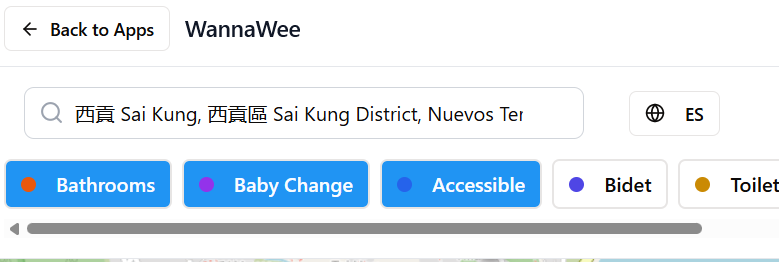 Back to Apps WannaWee
西貢 Sai Kung, 西貢區 Sai Kung District, Nuevos
ES
Bathrooms Baby Change Accessible Bidet Toilet